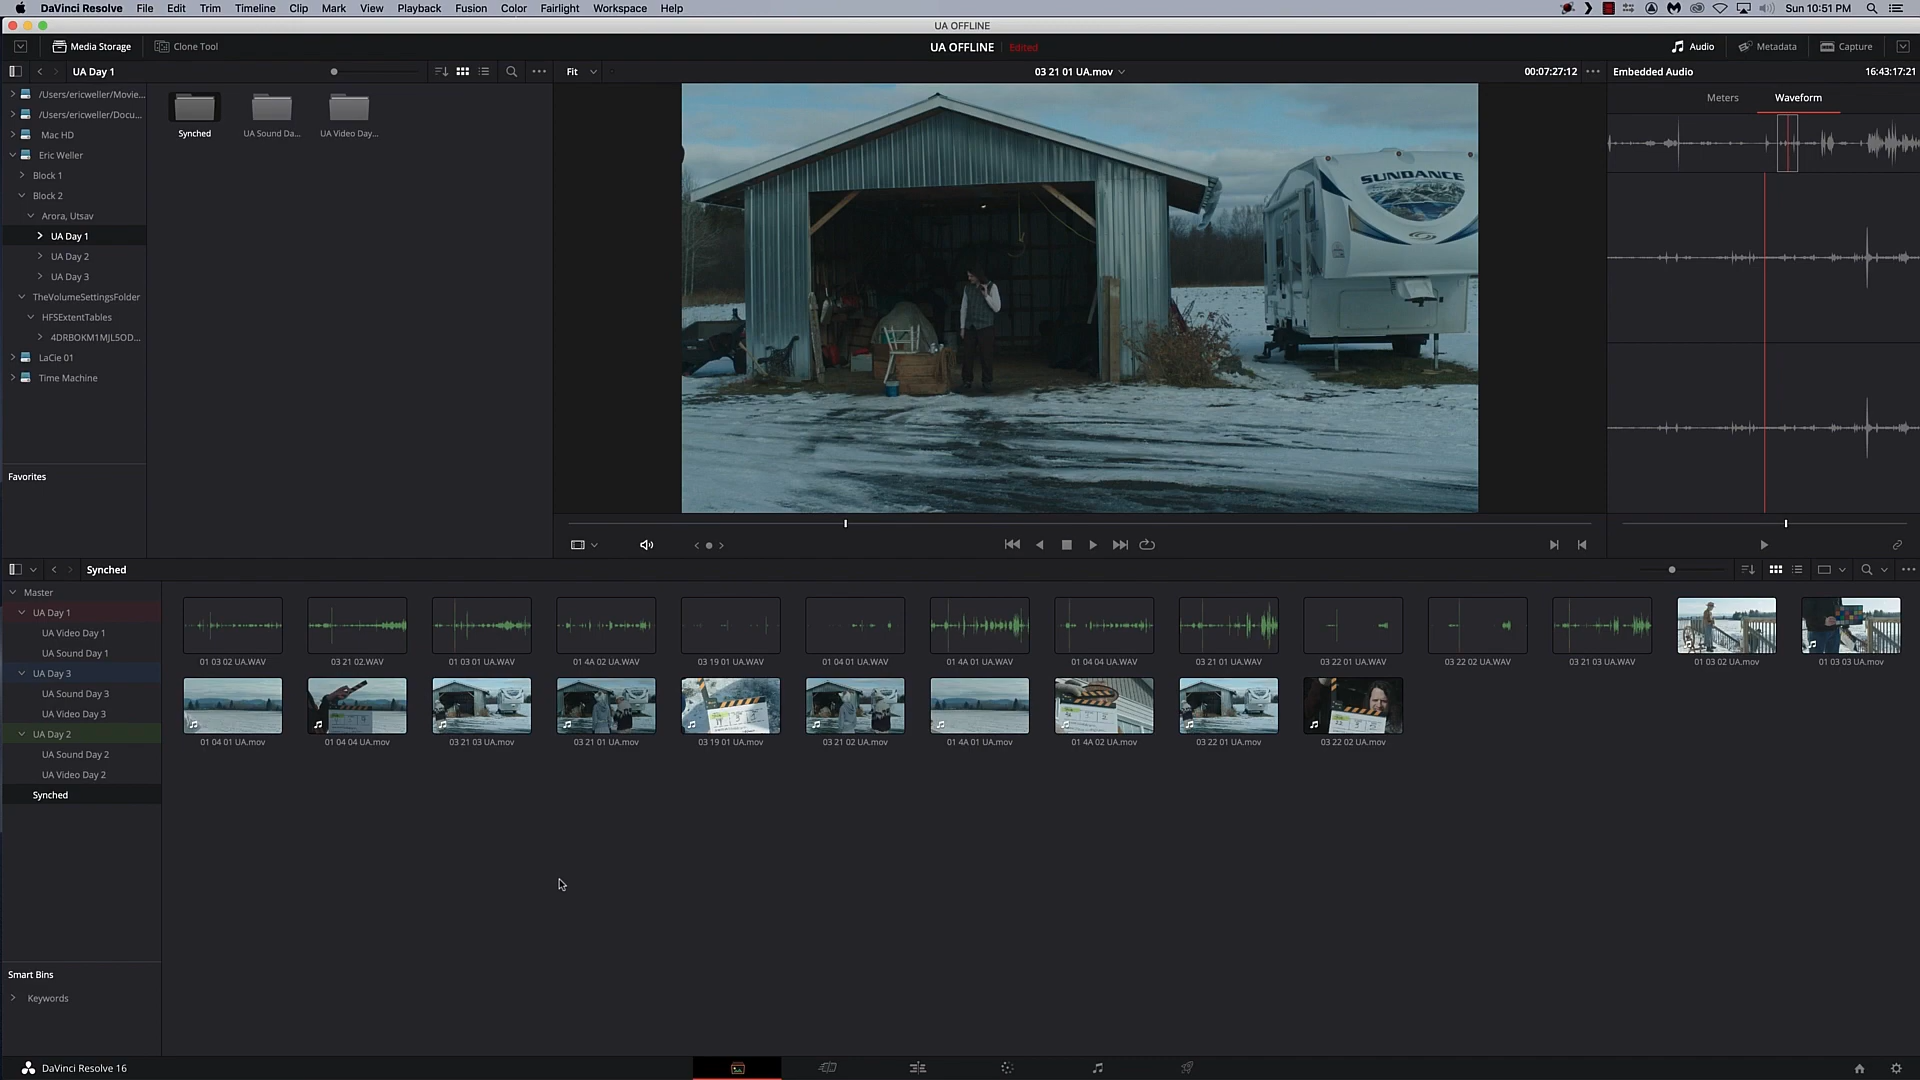 DaVinci Resolve File Edit Trim Timeline Clip Mark View Playback Fusion Color Fairlight Workspace Help Sun 10:51 PM
UA OFFLINE
Media Storage Clone Tool UA OFFLINE Edited Audio Metadata Capture
UA Day 1 Fit 03 21 01 UA.mov 00:07:27:12 Embedded Audio 16:43:17:21
Meters Waveform
/Users/ericweller/Movie...
/Users/ericweller/Docu...
Mac HD
Eric Weller
Block 1
Block 2
Arora, Utsav
UA Day 1
UA Day 2
UA Day 3
TheVolumeSettingsFolder
HFSExtentTables
4DRBOKM1MJL5OD...
LaCie 01
Time Machine
Synched UA Sound Da... UA Video Day...
SUNDANCE
Favorites
Synched
Master
UA Day 1
UA Video Day 1
UA Sound Day 1
UA Day 3
UA Sound Day 3
UA Video Day 3
UA Day 2
UA Sound Day 2
UA Video Day 2
Synched
01 03 02 UA.WAV 03 21 02.WAV 01 03 01 UA.WAV 01 4A 02 UA.WAV 03 19 01 UA.WAV 01 04 01 UA.WAV 01 4A 01 UA.WAV 01 04 04 UA.WAV 03 21 01 UA.WAV 03 22 01 UA.WAV 03 22 02 UA.WAV 03 21 03 UA.WAV 01 03 02 UA.mov 01 03 03 UA.mov
01 04 01 UA.mov 01 04 04 UA.mov 03 21 03 UA.mov 03 21 01 UA.mov 03 19 01 UA.mov 03 21 02 UA.mov 01 4A 01 UA.mov 01 4A 02 UA.mov 03 22 01 UA.mov 03 22 02 UA.mov
Smart Bins
Keywords
DaVinci Resolve 16